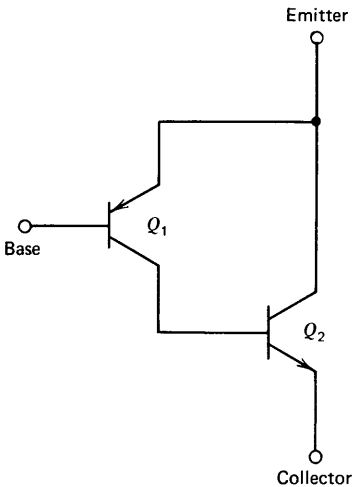 Emitter
Q₁
Base
Q₂
Collector